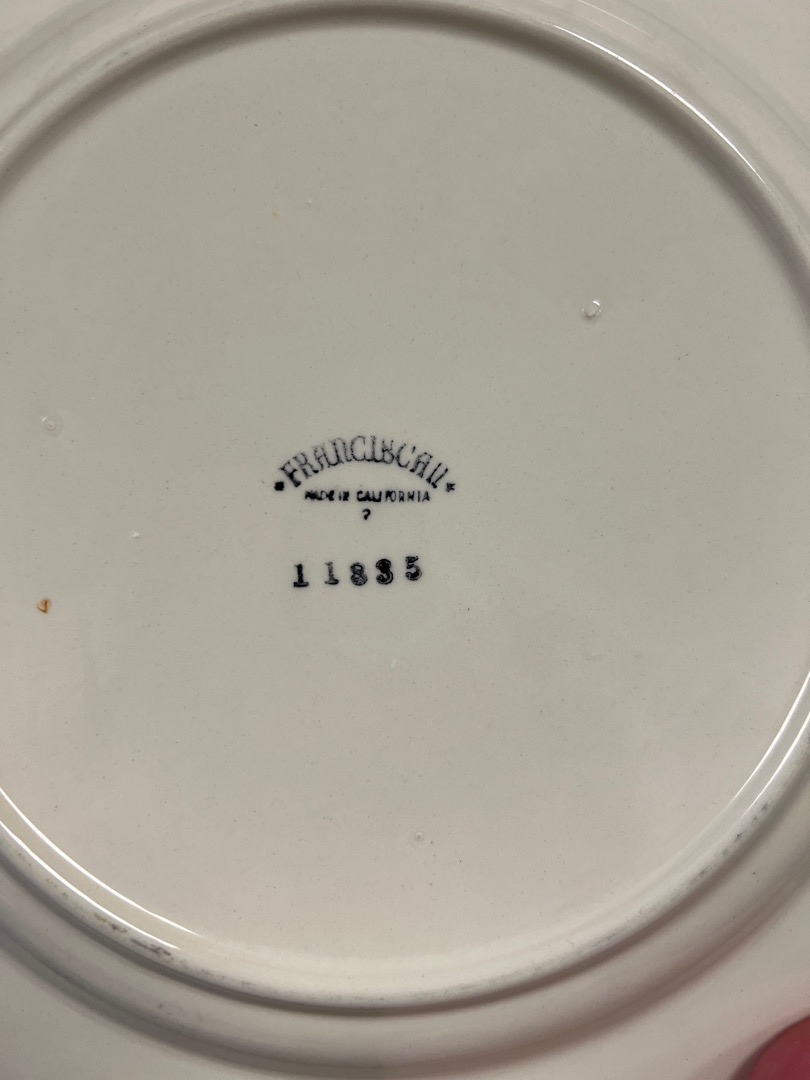 FRANCISCAN
MADE IN CALIFORNIA
?
11835